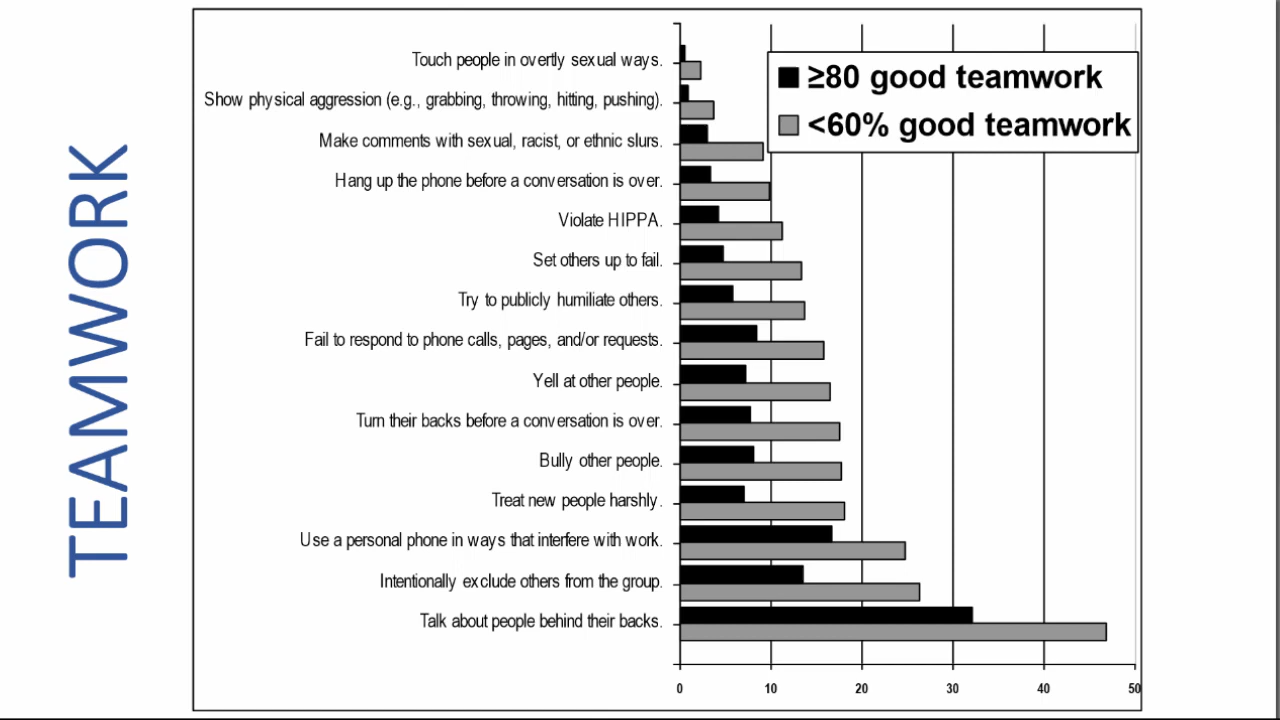 TEAMWORK
Touch people in overtly sexual ways.
Show physical aggression (e.g., grabbing, throwing, hitting, pushing).
Make comments with sexual, racist, or ethnic slurs.
Hang up the phone before a conversation is over.
Violate HIPPA.
Set others up to fail.
Try to publicly humiliate others.
Fail to respond to phone calls, pages, and/or requests.
Yell at other people.
Turn their backs before a conversation is over.
Bully other people.
Treat new people harshly.
Use a personal phone in ways that interfere with work.
Intentionally exclude others from the group.
Talk about people behind their backs.
≥80 good teamwork
<60% good teamwork
0 10 20 30 40 50